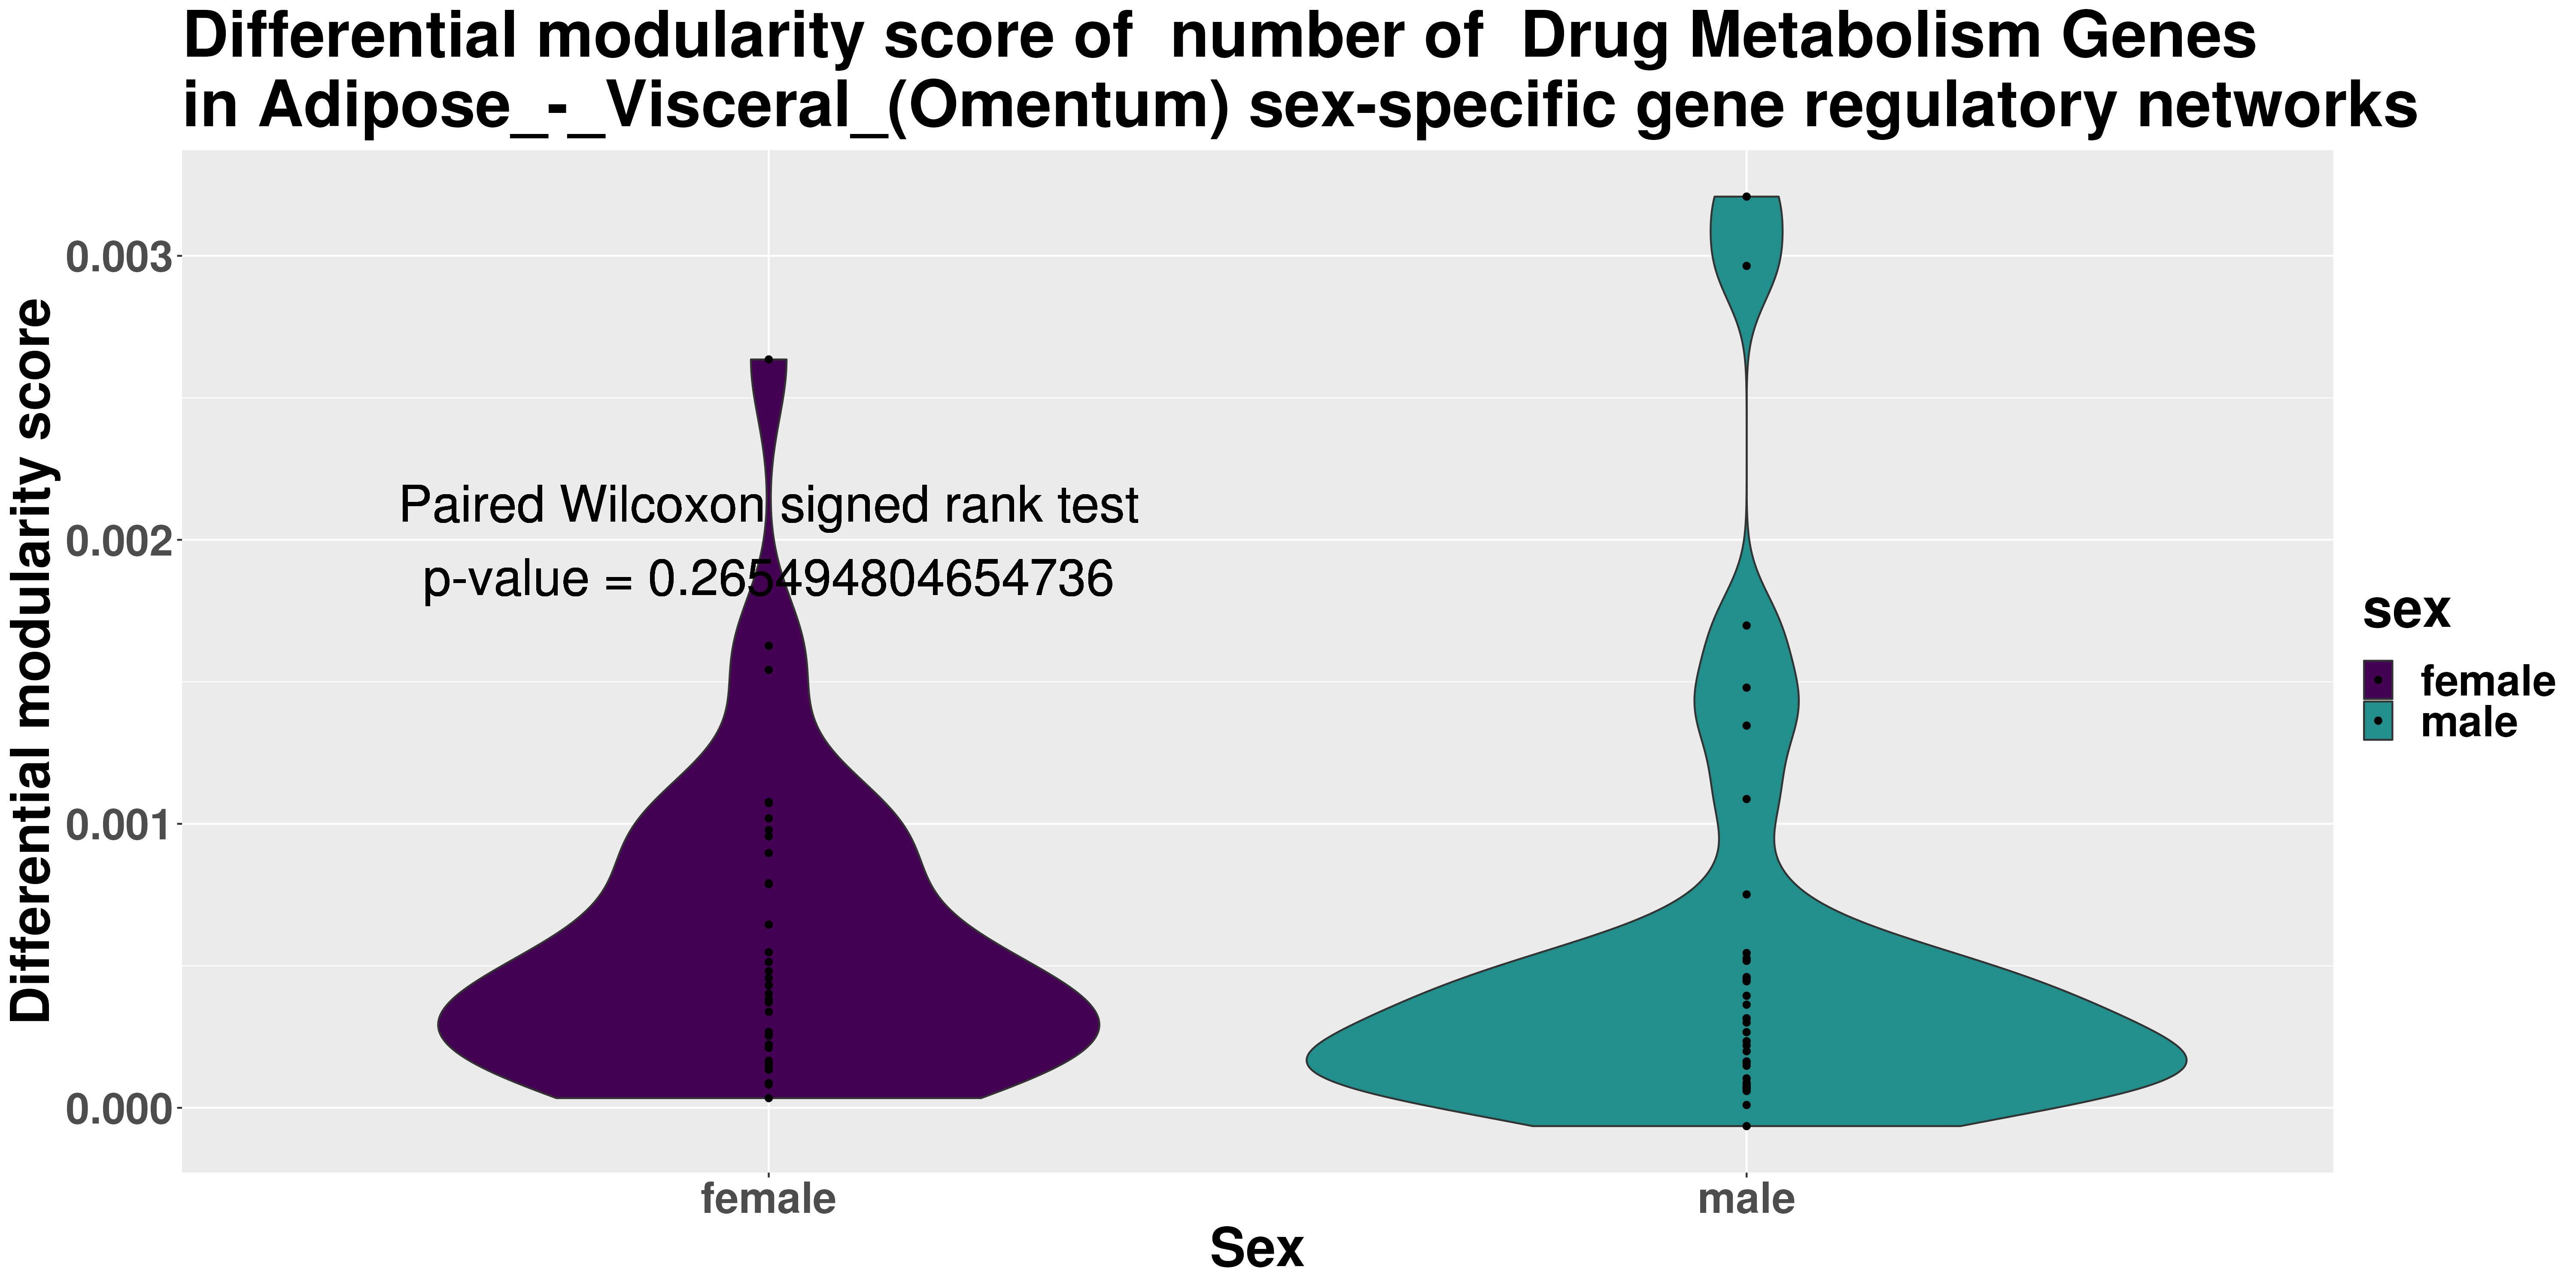 Differential modularity score of  number of  Drug Metabolism Genes
in Adipose_-_Visceral_(Omentum) sex-specific gene regulatory networks
Differential modularity score
0.003
0.002
0.001
0.000
Paired Wilcoxon signed rank test
p-value = 0.265494804654736
female
male
Sex
sex
female
male